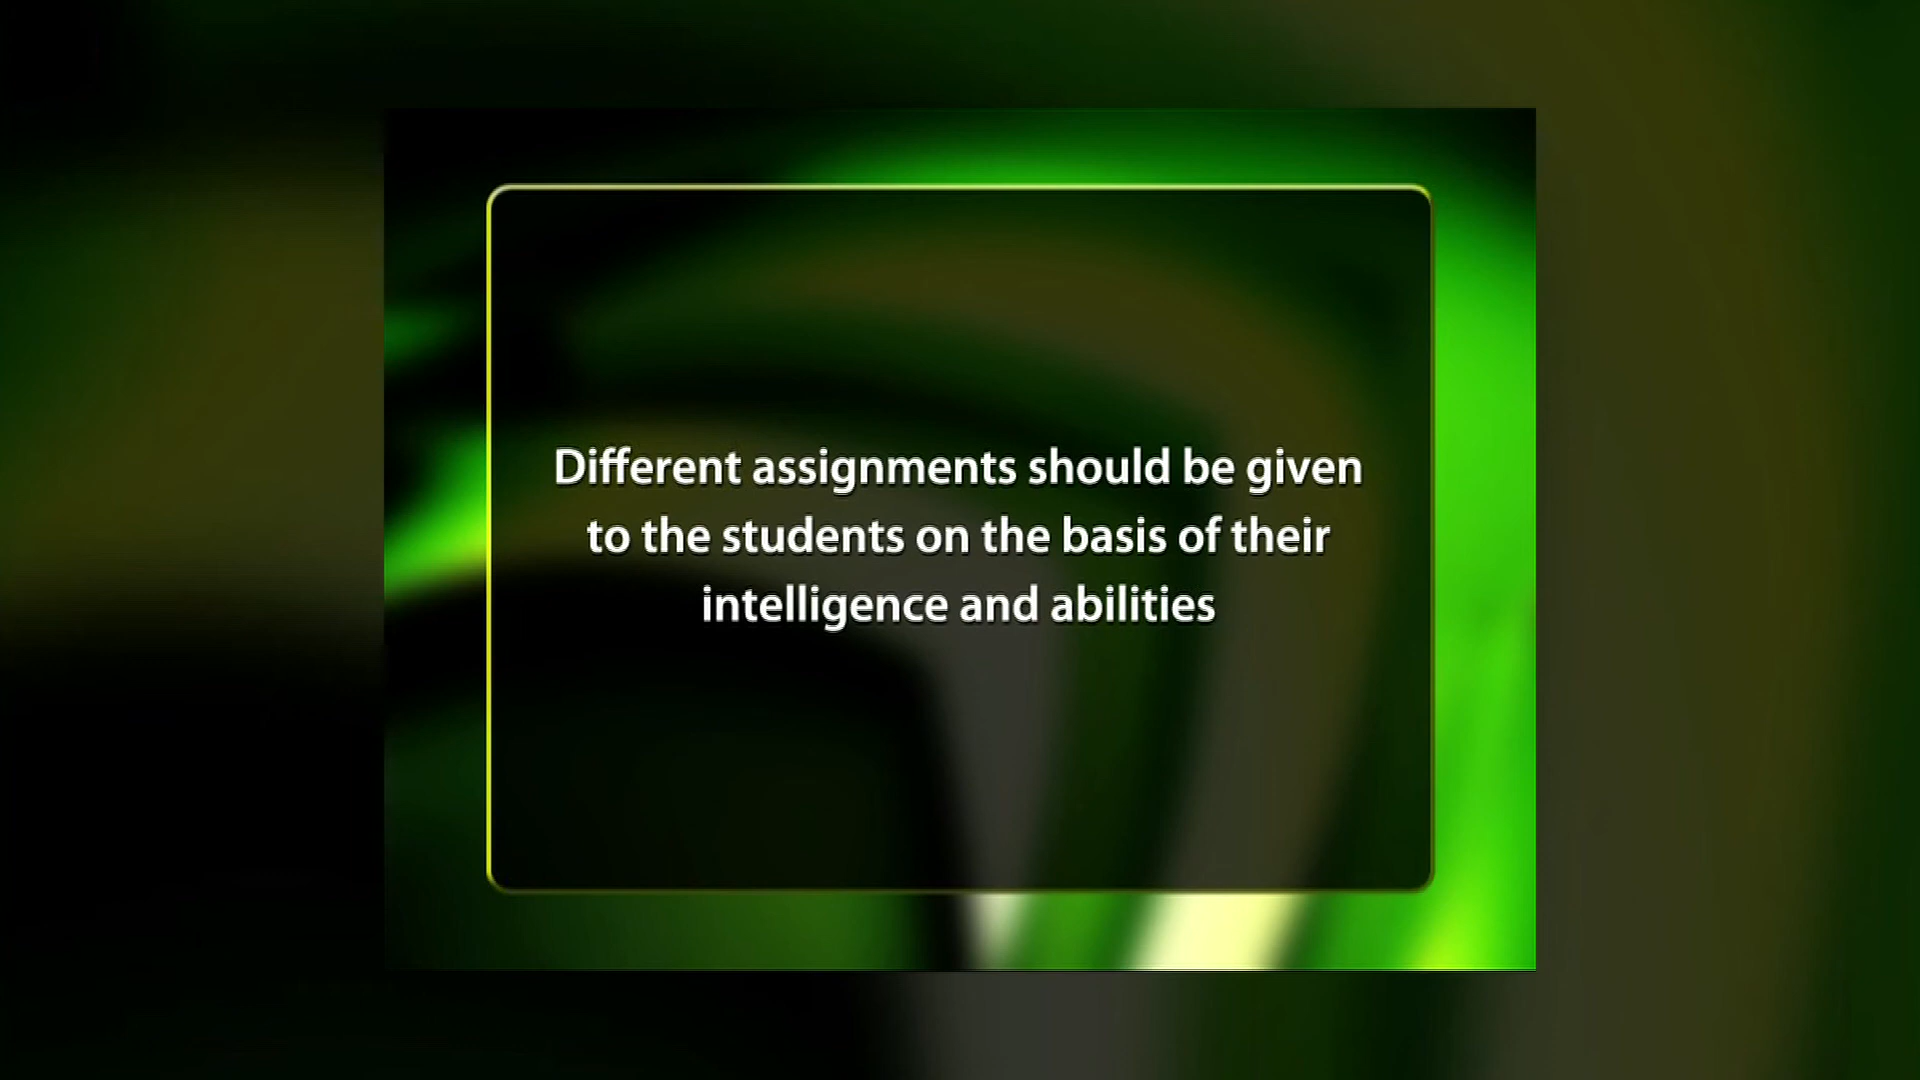 Different assignments should be given
to the students on the basis of their
intelligence and abilities